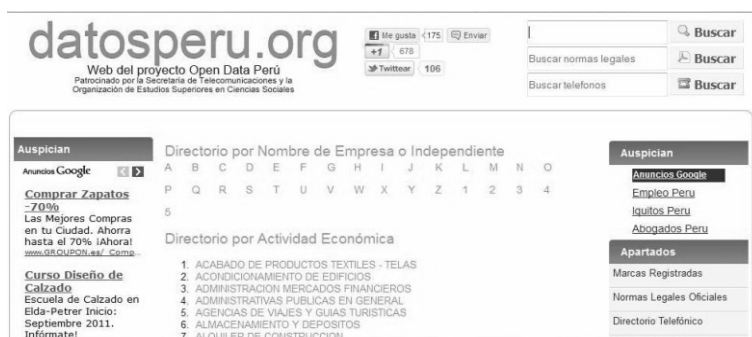 datosperu.org
Web del proyecto Open Data Perú
Patrocinado por la Secretaria de Telecomunicaciones y la
Organización de Estudios Superiores en Ciencias Sociales
Me gusta 175 Enviar
+1 678
Twittear 106
Buscar
Buscar normas legales Buscar
Buscar telefonos Buscar
Auspician
Anuncios Google
Comprar Zapatos
-70%
Las Mejores Compras
en tu Ciudad. Ahorra
hasta el 70% ¡Ahora!
www.GROUPON.es/_Comp...
Curso Diseño de
Calzado
Escuela de Calzado en
Elda-Petrer Inicio:
Septiembre 2011.
Infórmate!
Directorio por Nombre de Empresa o Independiente
A B C D E F G H I J K L M N O
P Q R S T U V W X Y Z 1 2 3 4
5
Directorio por Actividad Económica
1. ACABADO DE PRODUCTOS TEXTILES - TELAS
2. ACONDICIONAMIENTO DE EDIFICIOS
3. ADMINISTRACION MERCADOS FINANCIEROS
4. ADMINISTRATIVAS PUBLICAS EN GENERAL
5. AGENCIAS DE VIAJES Y GUIAS TURISTICAS
6. ALMACENAMIENTO Y DEPOSITOS
7. ALQUILER DE CONSTRUCCION
Auspician
Anuncios Google
Empleo Peru
Iquitos Peru
Abogados Peru
Apartados
Marcas Registradas
Normas Legales Oficiales
Directorio Telefónico